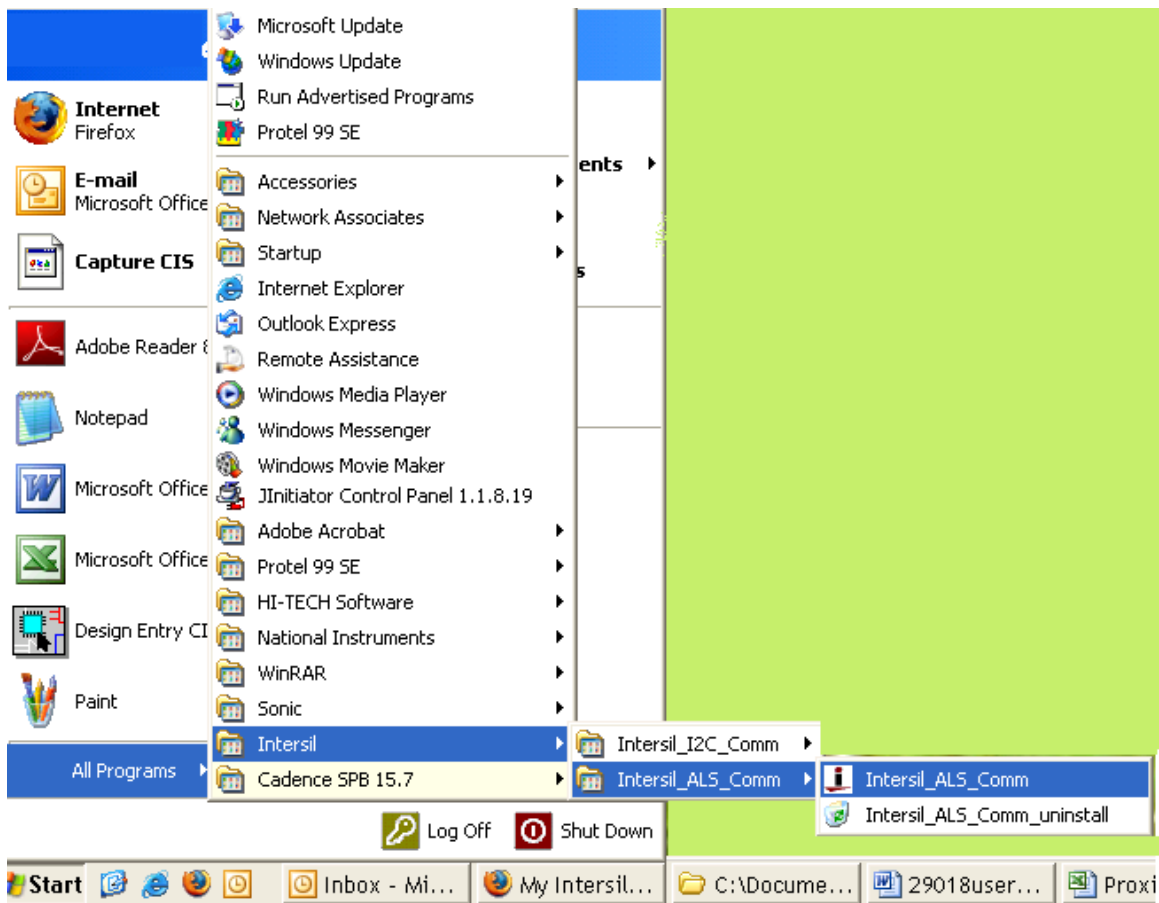 Internet
Firefox
E-mail
Microsoft Office
Capture CIS
Adobe Reader 8
Notepad
Microsoft Office
Microsoft Office
Design Entry CI
Paint
All Programs
Microsoft Update
Windows Update
Run Advertised Programs
Protel 99 SE
Accessories
Network Associates
Startup
Internet Explorer
Outlook Express
Remote Assistance
Windows Media Player
Windows Messenger
Windows Movie Maker
JInitiator Control Panel 1.1.8.19
Adobe Acrobat
Protel 99 SE
HI-TECH Software
National Instruments
WinRAR
Sonic
Intersil
Cadence SPB 15.7
ents
s
Intersil_I2C_Comm
Intersil_ALS_Comm
Intersil_ALS_Comm
Intersil_ALS_Comm_uninstall
Log Off
Shut Down
Start
Inbox - Mi...
My Intersil...
C:\Docume...
29018user...
Proxi